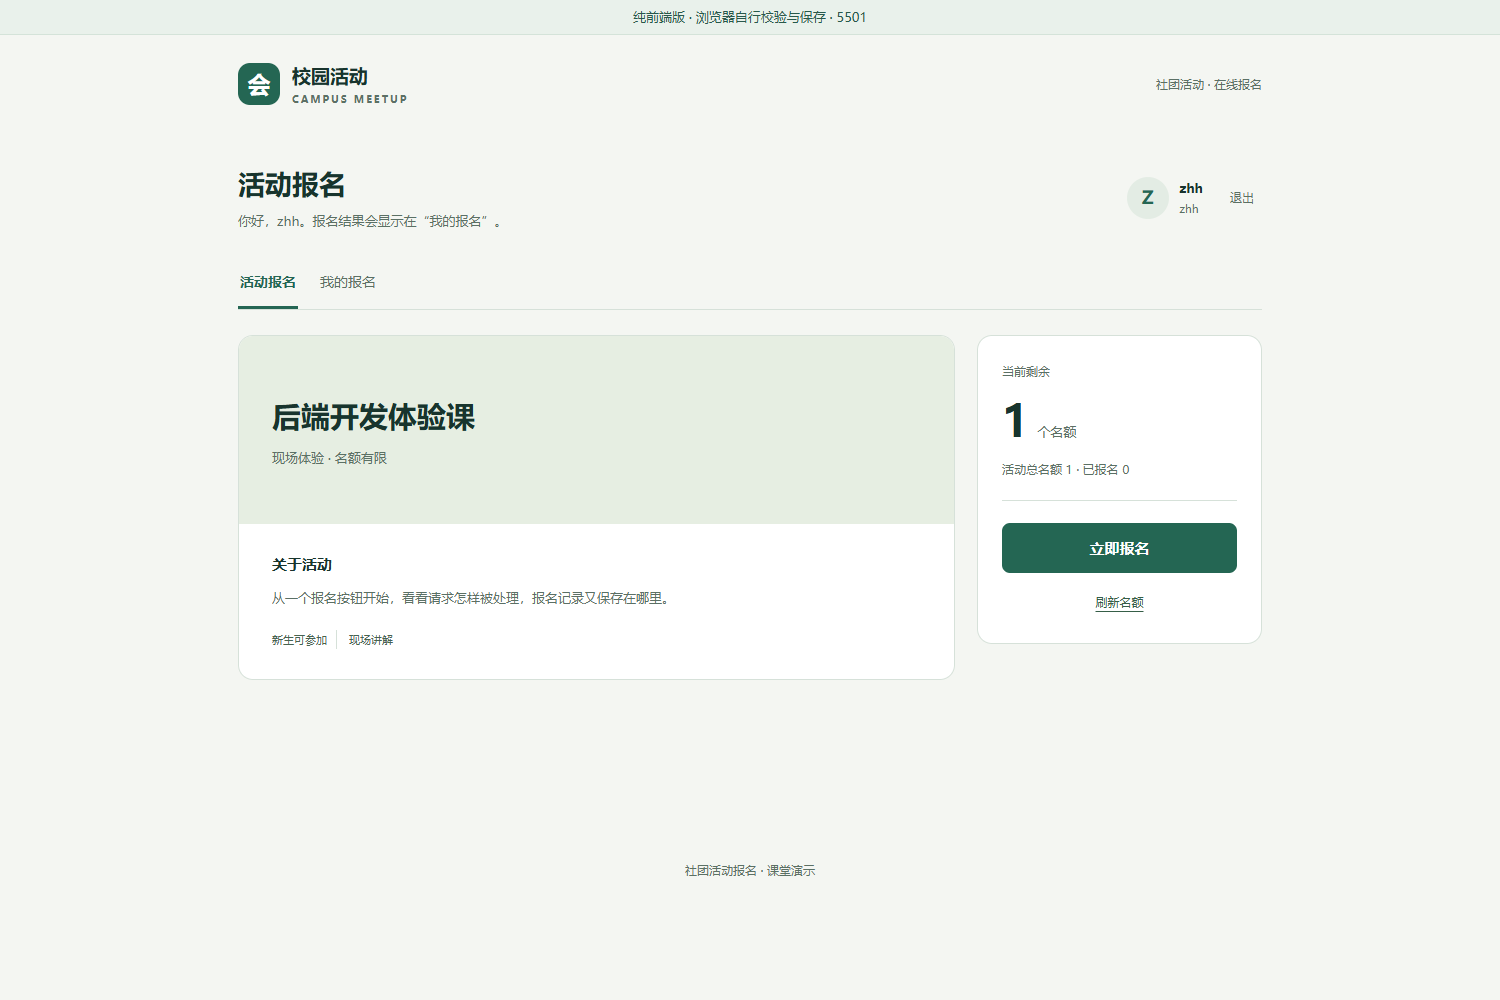 纯前端版 · 浏览器自行校验与保存 · 5501
会
校园活动
CAMPUS MEETUP
社团活动 · 在线报名
活动报名
你好，zhh。报名结果会显示在“我的报名”。
Z
zhh
zhh
退出
活动报名
我的报名
后端开发体验课
现场体验 · 名额有限
关于活动
从一个报名按钮开始，看看请求怎样被处理，报名记录又保存在哪里。
新生可参加
现场讲解
当前剩余
1 个名额
活动总名额 1 · 已报名 0
立即报名
刷新名额
社团活动报名 · 课堂演示